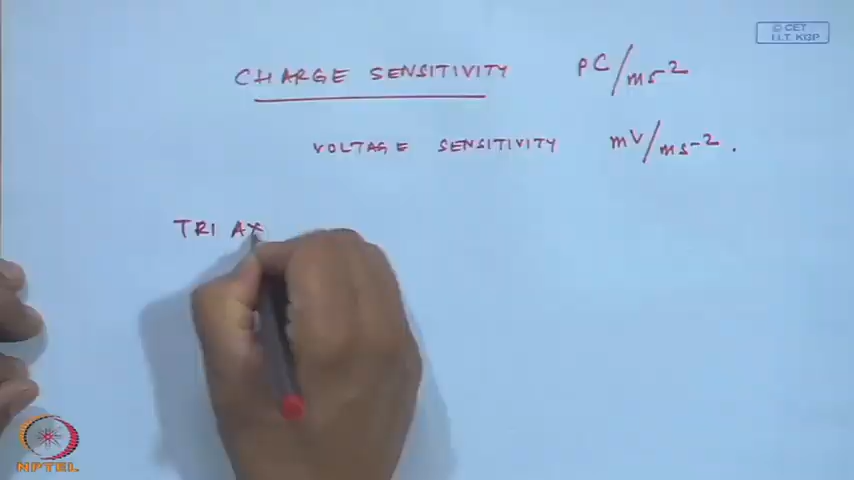 © CET
I.I.T. KGP
CHARGE SENSITIVITY pC/ms-2
VOLTAGE SENSITIVITY mV/ms-2.
TRI AX
NPTEL